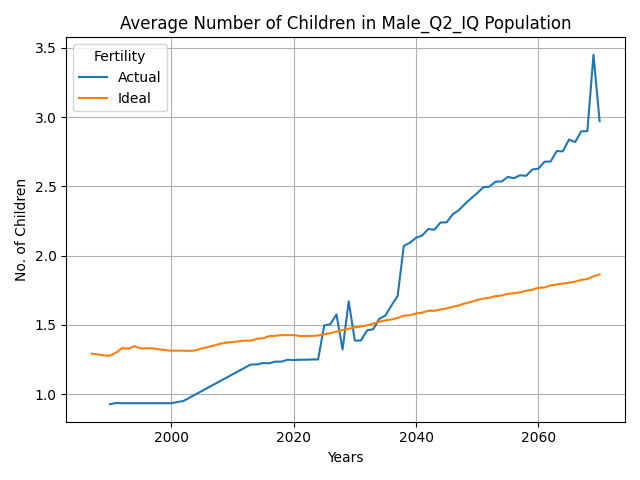 Average Number of Children in Male_Q2_IQ Population
Fertility
Actual
Ideal
No. of Children
3.5
3.0
2.5
2.0
1.5
1.0
2000 2020 2040 2060
Years